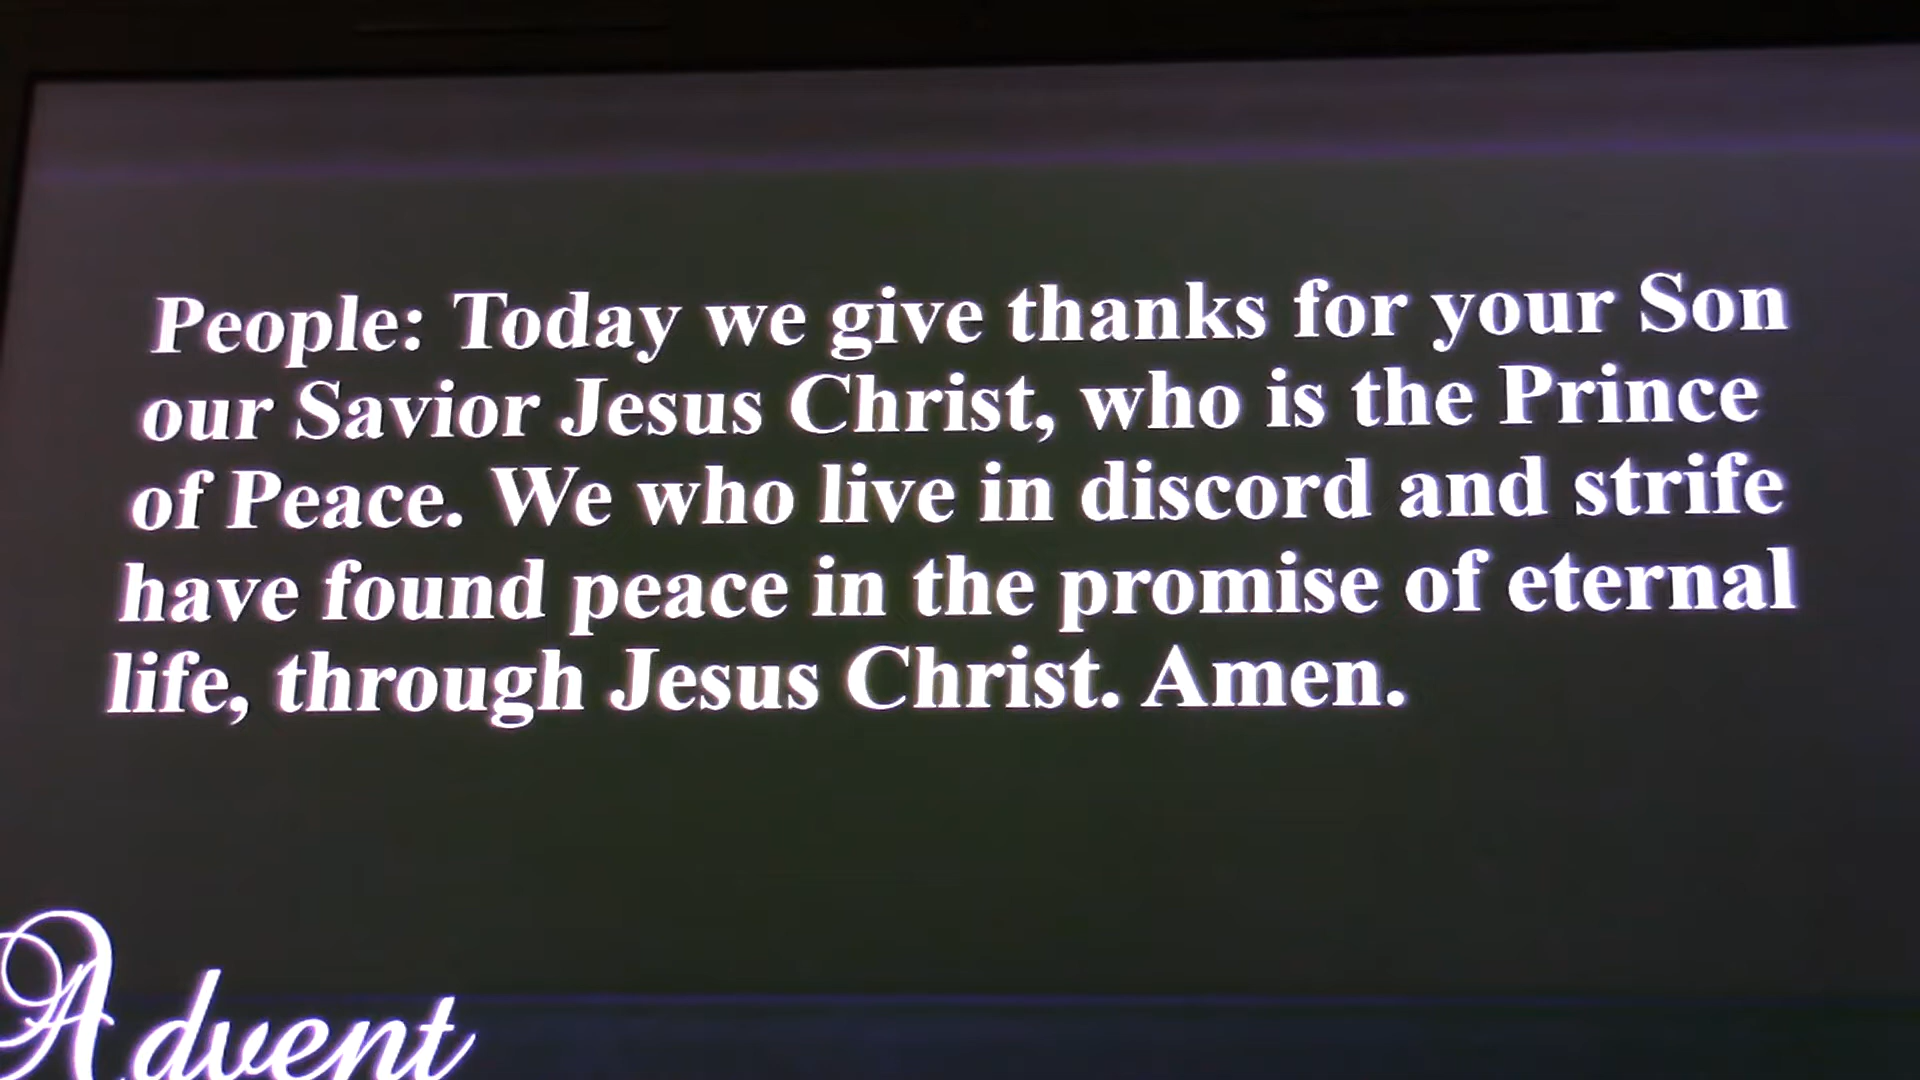 People: Today we give thanks for your Son
our Savior Jesus Christ, who is the Prince
of Peace. We who live in discord and strife
have found peace in the promise of eternal
life, through Jesus Christ. Amen.
Advent